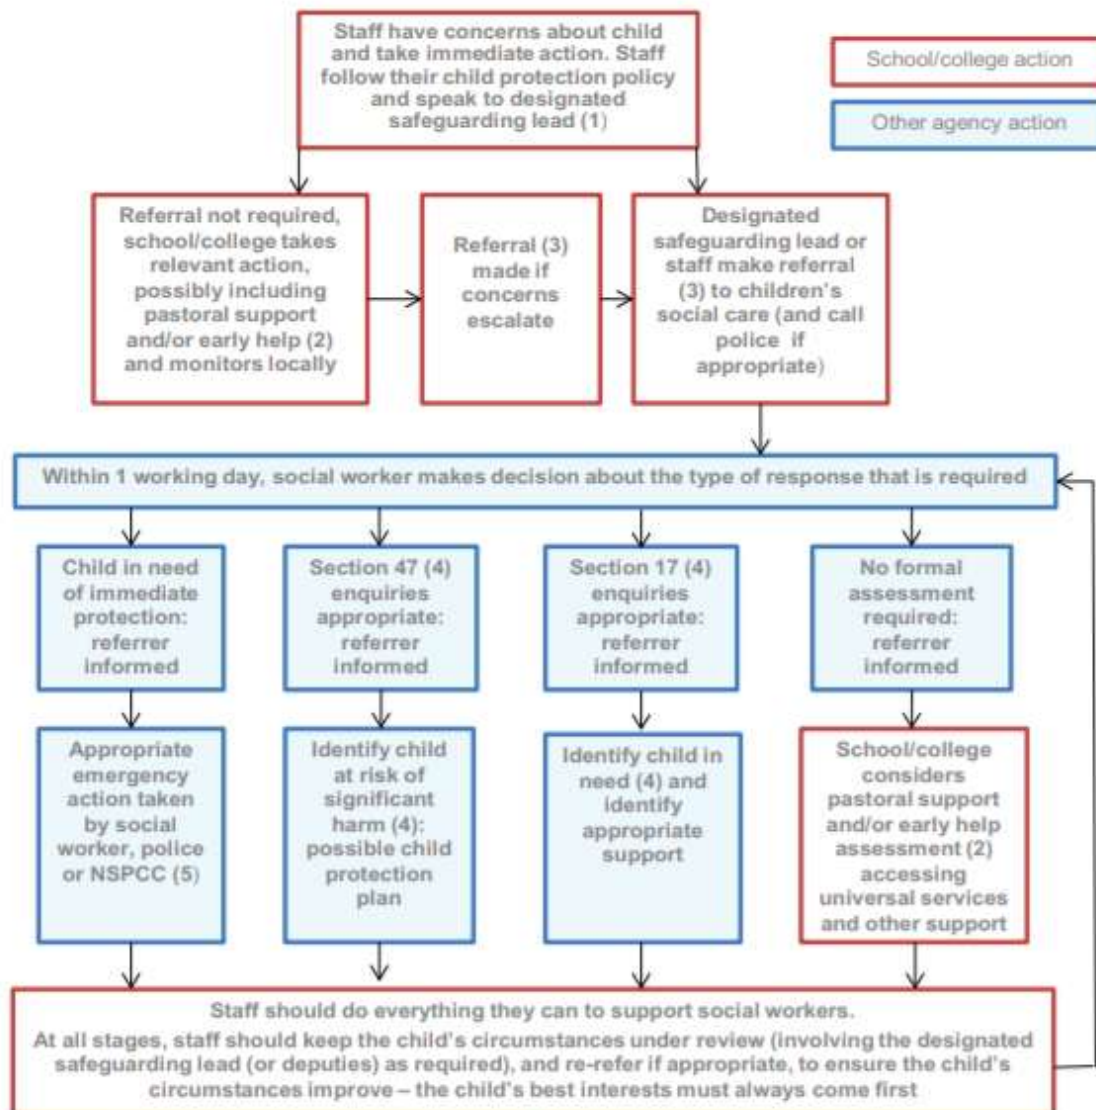 Staff have concerns about child
and take immediate action. Staff
follow their child protection policy
and speak to designated
safeguarding lead (1)
School/college action
Other agency action
Referral not required,
school/college takes
relevant action,
possibly including
pastoral support
and/or early help (2)
and monitors locally
Referral (3)
made if
concerns
escalate
Designated
safeguarding lead or
staff make referral
(3) to children's
social care (and call
police if
appropriate)
Within 1 working day, social worker makes decision about the type of response that is required
Child in need
of immediate
protection:
referrer
informed
Section 47 (4)
enquiries
appropriate:
referrer
informed
Section 17 (4)
enquiries
appropriate:
referrer
informed
No formal
assessment
required:
referrer
informed
Appropriate
emergency
action taken
by social
worker, police
or NSPCC (5)
Identify child
at risk of
significant
harm (4):
possible child
protection
plan
Identify child in
need (4) and
identify
appropriate
support
School/college
considers
pastoral support
and/or early help
assessment (2)
accessing
universal services
and other support
Staff should do everything they can to support social workers.
At all stages, staff should keep the child's circumstances under review (involving the designated
safeguarding lead (or deputies) as required), and re-refer if appropriate, to ensure the child's
circumstances improve – the child's best interests must always come first